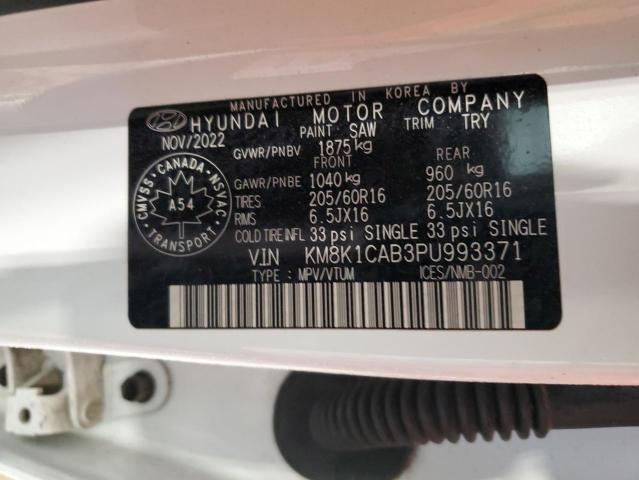 MANUFACTURED IN KOREA BY
HYUNDAI MOTOR COMPANY
NOV/2022 PAINT SAW TRIM TRY
GVWR/PNBV 1875kg
FRONT REAR
GAWR/PNBE 1040 kg 960 kg
TIRES 205/60R16 205/60R16
RIMS 6.5JX16 6.5JX16
COLD TIRE INFL 33 psi SINGLE 33 psi SINGLE
VIN KM8K1CAB3PU993371
TYPE : MPV/VTUM ICES/NMB-002
CMVSS · CANADA · NSVAC
A54
TRANSPORT